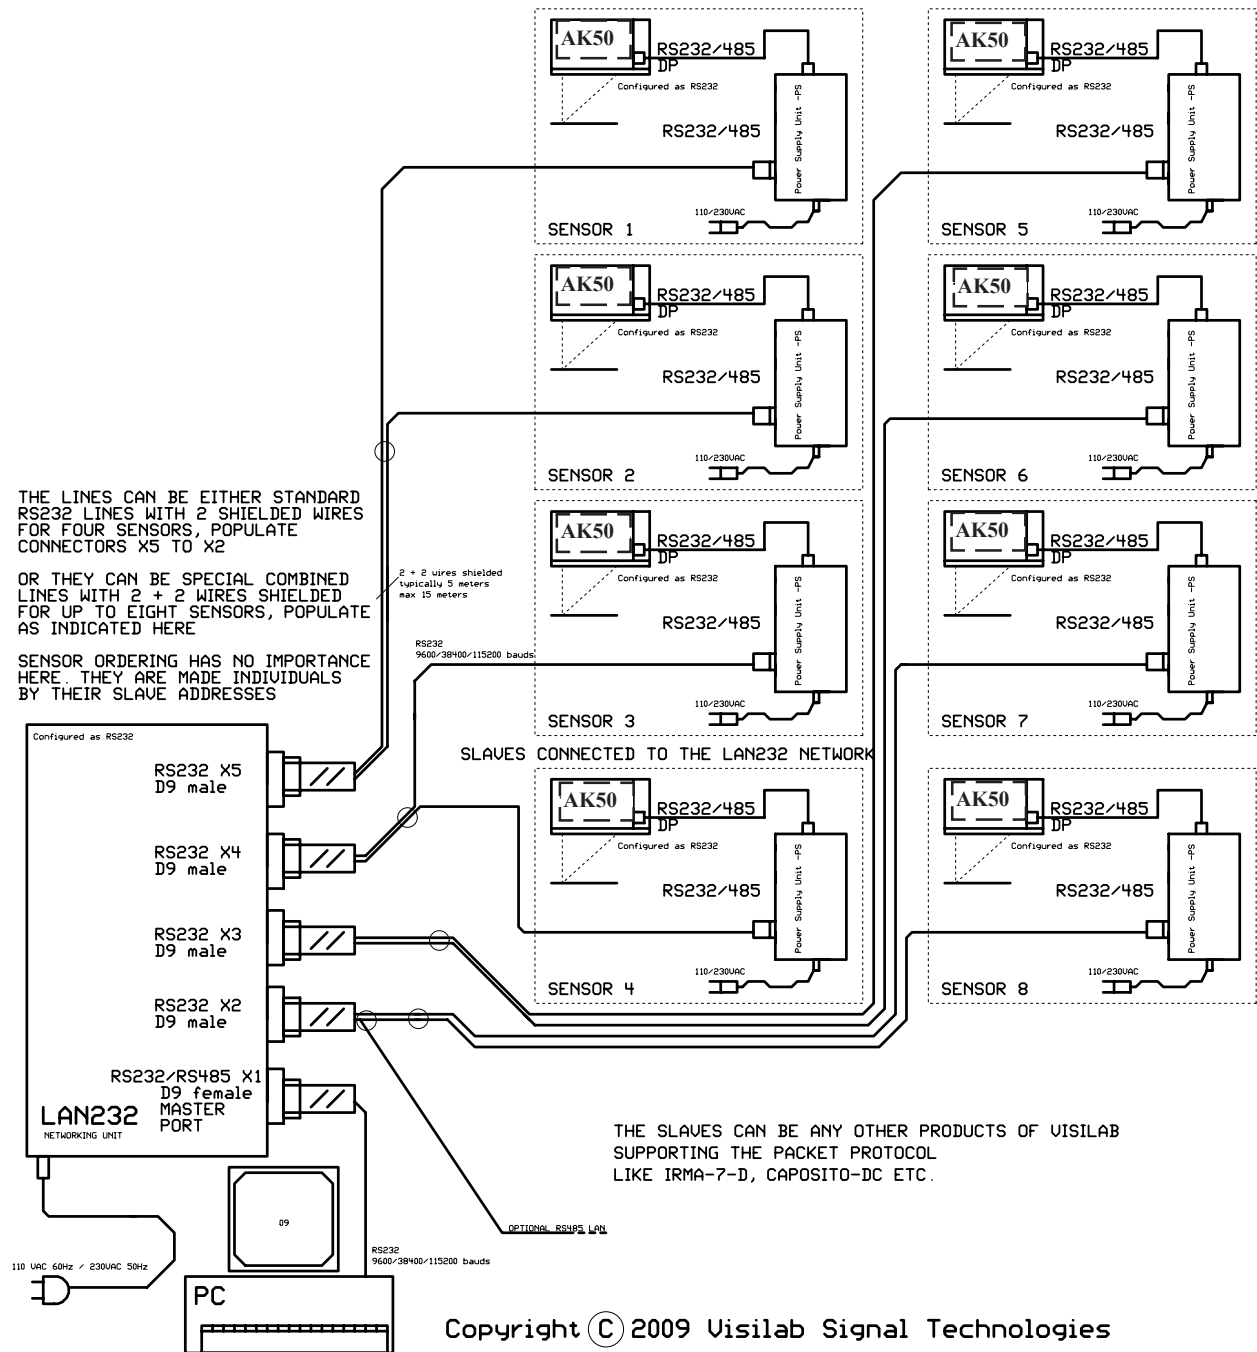 AK50
RS232/485
DP
Configured as RS232
RS232/485
Power Supply Unit -PS
110/230VAC
SENSOR 1
AK50
RS232/485
DP
Configured as RS232
RS232/485
Power Supply Unit -PS
110/230VAC
SENSOR 5
AK50
RS232/485
DP
Configured as RS232
RS232/485
Power Supply Unit -PS
110/230VAC
SENSOR 2
AK50
RS232/485
DP
Configured as RS232
RS232/485
Power Supply Unit -PS
110/230VAC
SENSOR 6
THE LINES CAN BE EITHER STANDARD
RS232 LINES WITH 2 SHIELDED WIRES
FOR FOUR SENSORS, POPULATE
CONNECTORS X5 TO X2
OR THEY CAN BE SPECIAL COMBINED
LINES WITH 2 + 2 WIRES SHIELDED
FOR UP TO EIGHT SENSORS, POPULATE
AS INDICATED HERE
SENSOR ORDERING HAS NO IMPORTANCE
HERE. THEY ARE MADE INDIVIDUALS
BY THEIR SLAVE ADDRESSES
2 + 2 wires shielded
typically 5 meters
max 15 meters
RS232
9600/38400/115200 bauds
AK50
RS232/485
DP
Configured as RS232
RS232/485
Power Supply Unit -PS
110/230VAC
SENSOR 3
AK50
RS232/485
DP
Configured as RS232
RS232/485
Power Supply Unit -PS
110/230VAC
SENSOR 7
SLAVES CONNECTED TO THE LAN232 NETWORK
AK50
RS232/485
DP
Configured as RS232
RS232/485
Power Supply Unit -PS
110/230VAC
SENSOR 4
AK50
RS232/485
DP
Configured as RS232
RS232/485
Power Supply Unit -PS
110/230VAC
SENSOR 8
Configured as RS232
RS232 X5
D9 male
RS232 X4
D9 male
RS232 X3
D9 male
RS232 X2
D9 male
RS232/RS485 X1
D9 female
MASTER
PORT
LAN232
NETWORKING UNIT
THE SLAVES CAN BE ANY OTHER PRODUCTS OF VISILAB
SUPPORTING THE PACKET PROTOCOL
LIKE IRMA-7-D, CAPOSITO-DC ETC.
OPTIONAL RS485 LAN
09
RS232
9600/38400/115200 bauds
110 VAC 60Hz / 230VAC 50Hz
PC
Copyright (C) 2009 Visilab Signal Technologies